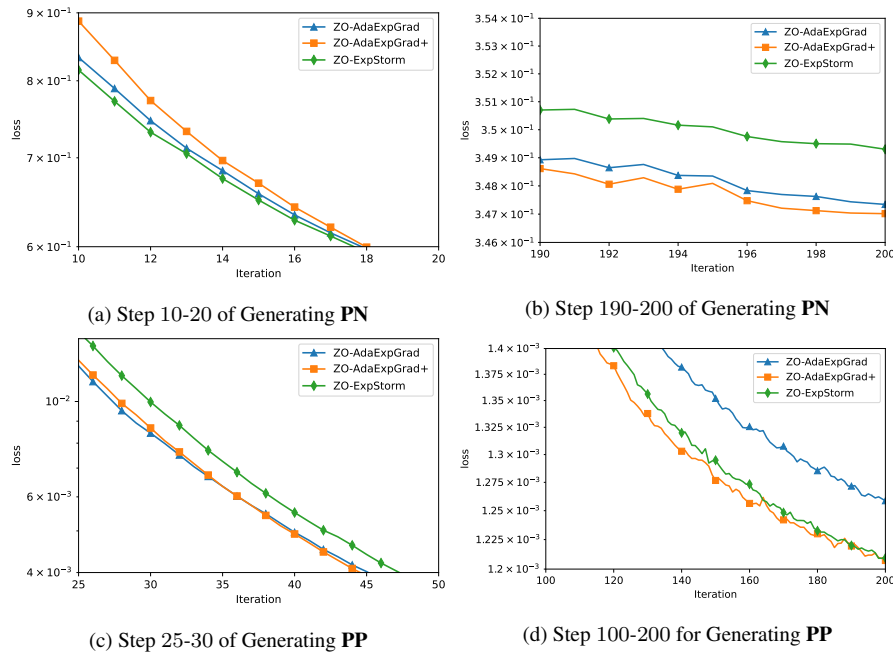 9 × 10⁻¹
8 × 10⁻¹
7 × 10⁻¹
6 × 10⁻¹
loss
10 12 14 16 18 20
Iteration
ZO-AdaExpGrad
ZO-AdaExpGrad+
ZO-ExpStorm
(a) Step 10-20 of Generating PN
3.54 × 10⁻¹
3.53 × 10⁻¹
3.52 × 10⁻¹
3.51 × 10⁻¹
3.5 × 10⁻¹
3.49 × 10⁻¹
3.48 × 10⁻¹
3.47 × 10⁻¹
3.46 × 10⁻¹
loss
190 192 194 196 198 200
Iteration
ZO-AdaExpGrad
ZO-AdaExpGrad+
ZO-ExpStorm
(b) Step 190-200 of Generating PN
10⁻²
6 × 10⁻³
4 × 10⁻³
loss
25 30 35 40 45 50
Iteration
ZO-AdaExpGrad
ZO-AdaExpGrad+
ZO-ExpStorm
(c) Step 25-30 of Generating PP
1.4 × 10⁻³
1.375 × 10⁻³
1.35 × 10⁻³
1.325 × 10⁻³
1.3 × 10⁻³
1.275 × 10⁻³
1.25 × 10⁻³
1.225 × 10⁻³
1.2 × 10⁻³
loss
100 120 140 160 180 200
Iteration
ZO-AdaExpGrad
ZO-AdaExpGrad+
ZO-ExpStorm
(d) Step 100-200 for Generating PP